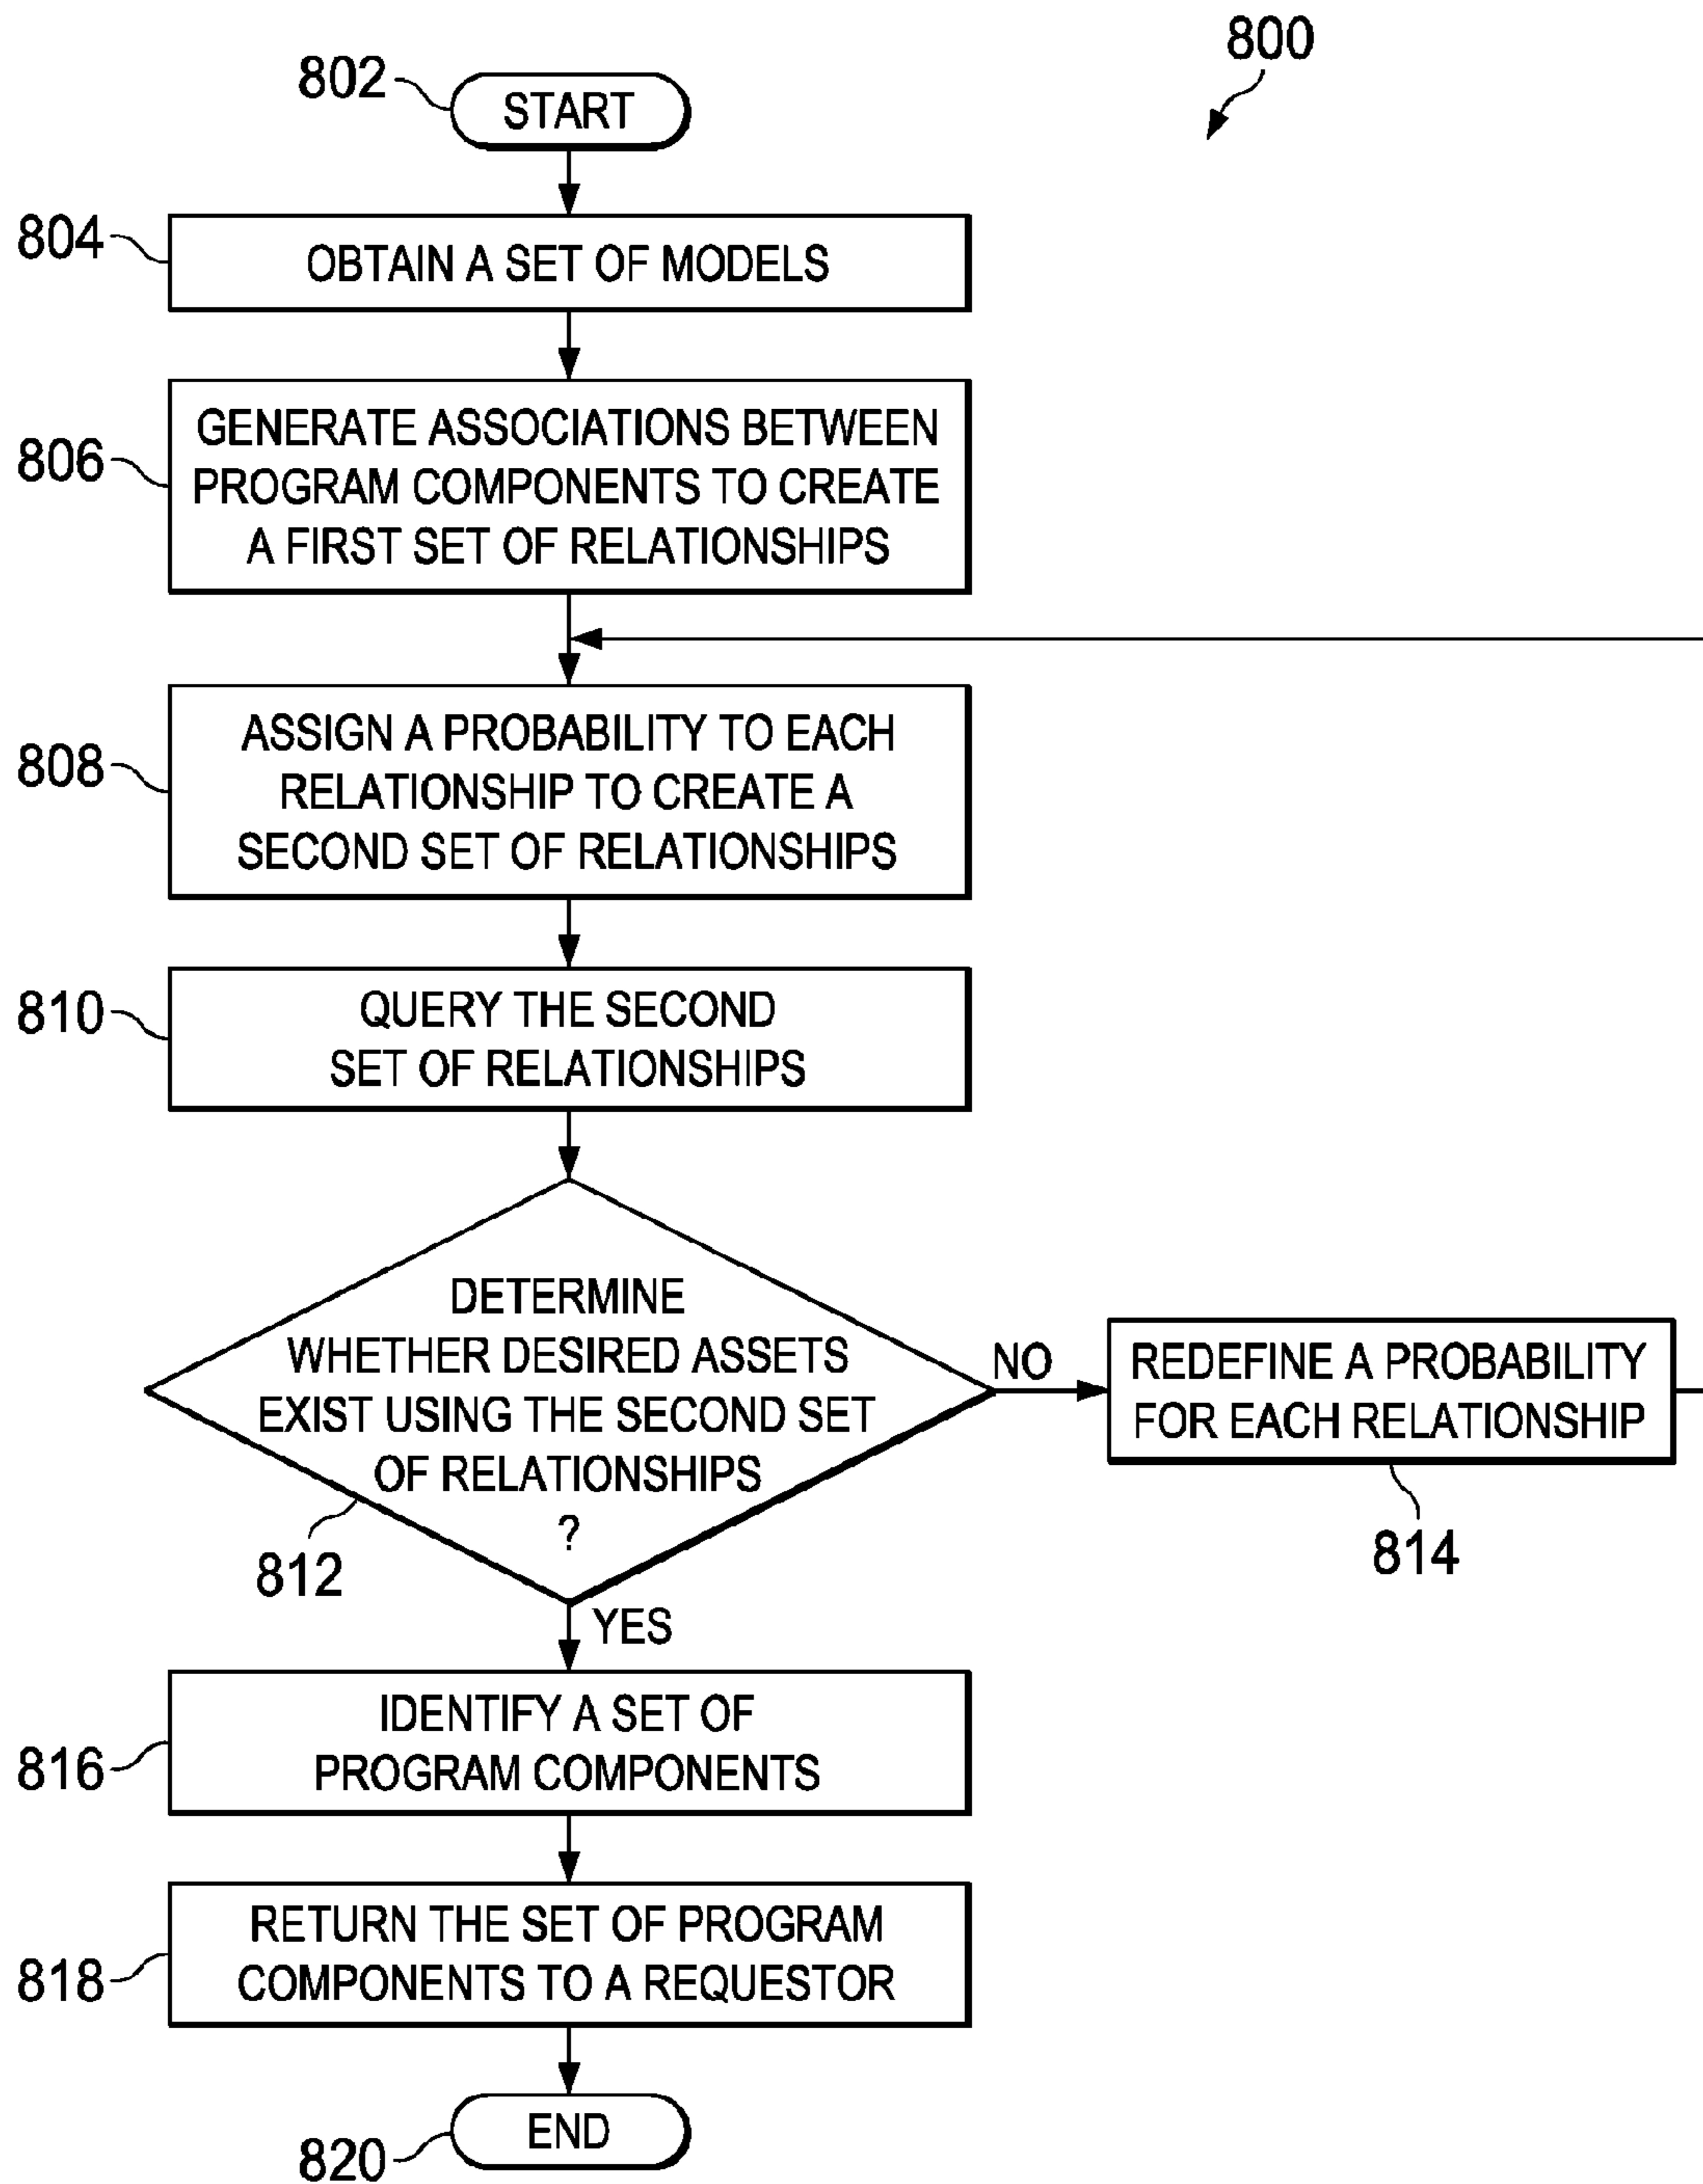 800
802
START
804
OBTAIN A SET OF MODELS
806
GENERATE ASSOCIATIONS BETWEEN
PROGRAM COMPONENTS TO CREATE
A FIRST SET OF RELATIONSHIPS
808
ASSIGN A PROBABILITY TO EACH
RELATIONSHIP TO CREATE A
SECOND SET OF RELATIONSHIPS
810
QUERY THE SECOND
SET OF RELATIONSHIPS
DETERMINE
WHETHER DESIRED ASSETS
EXIST USING THE SECOND SET
OF RELATIONSHIPS
?
812
NO
REDEFINE A PROBABILITY
FOR EACH RELATIONSHIP
814
YES
816
IDENTIFY A SET OF
PROGRAM COMPONENTS
818
RETURN THE SET OF PROGRAM
COMPONENTS TO A REQUESTOR
820
END